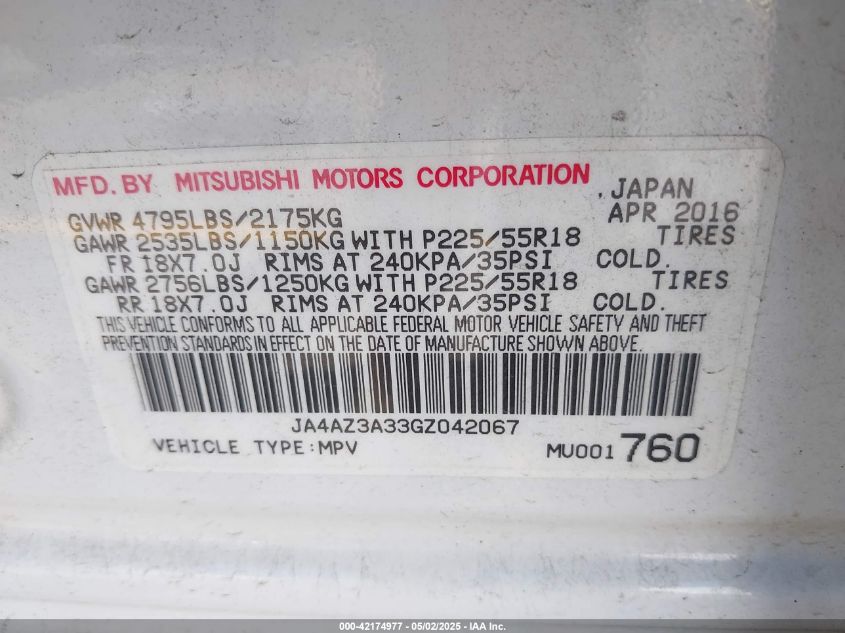 MFD. BY MITSUBISHI MOTORS CORPORATION , JAPAN
GVWR 4795LBS/2175KG APR 2016
GAWR 2535LBS/1150KG WITH P225/55R18 TIRES
FR 18X7.0J RIMS AT 240KPA/35PSI COLD.
GAWR 2756LBS/1250KG WITH P225/55R18 TIRES
RR 18X7.0J RIMS AT 240KPA/35PSI COLD.
THIS VEHICLE CONFORMS TO ALL APPLICABLE FEDERAL MOTOR VEHICLE SAFETY AND THEFT
PREVENTION STANDARDS IN EFFECT ON THE DATE OF MANUFACTURE SHOWN ABOVE.
JA4AZ3A33GZ042067
VEHICLE TYPE:MPV MU001760
000-42174977 - 05/02/2025 - IAA Inc.